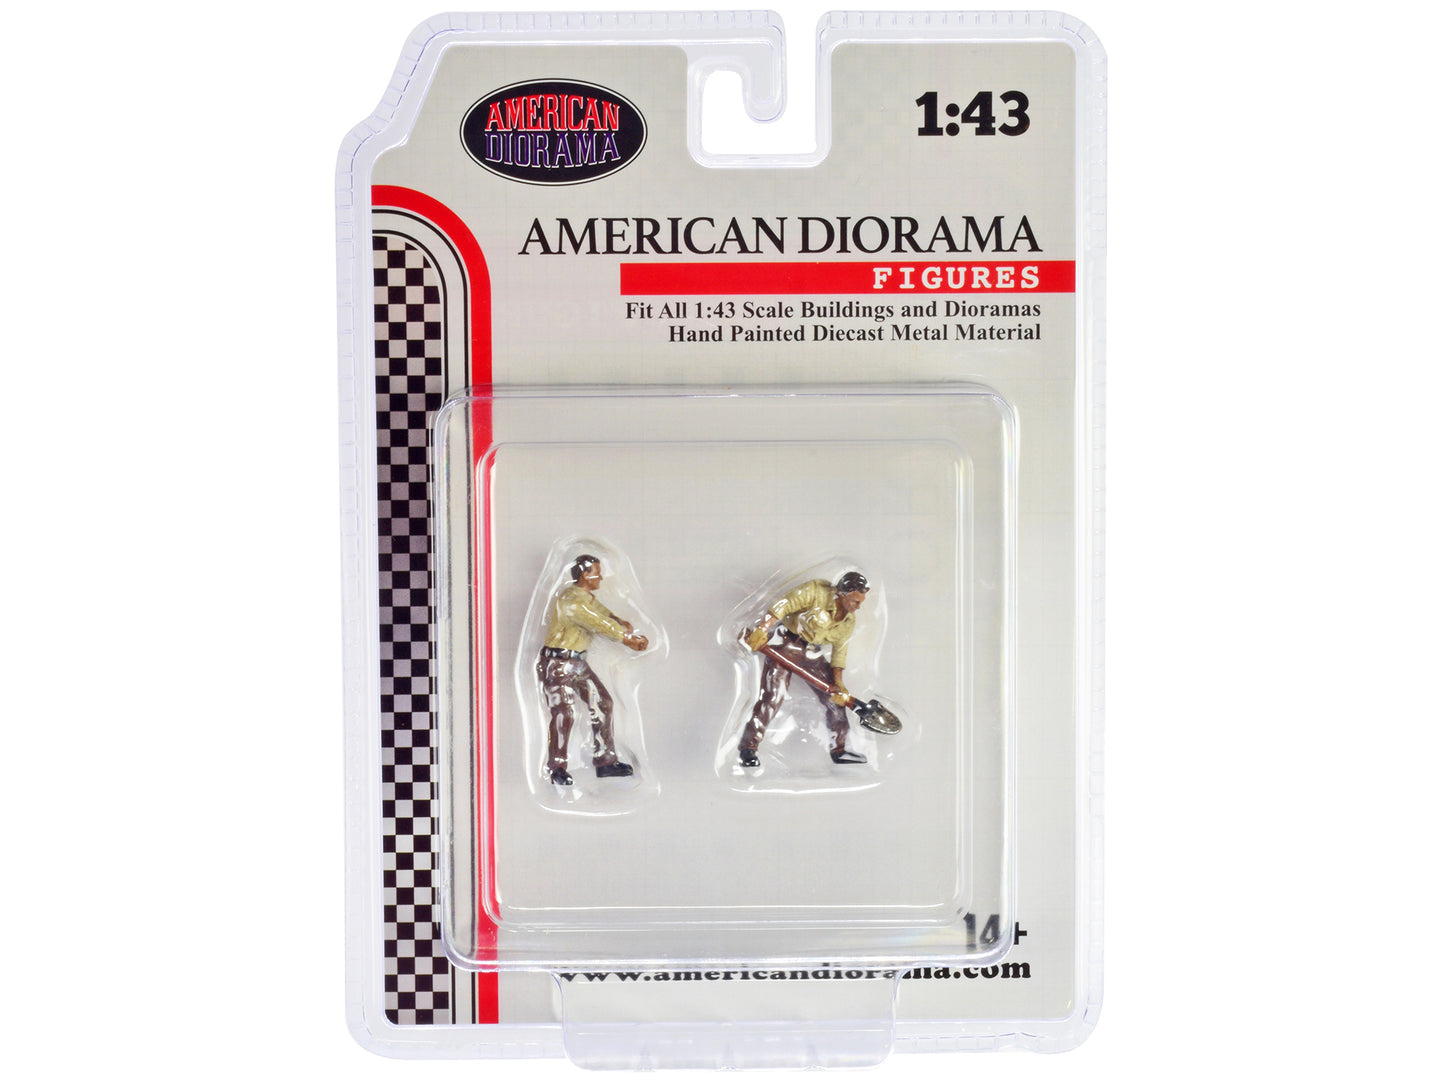 AMERICAN
DIORAMA
1:43
AMERICAN DIORAMA
FIGURES
Fit All 1:43 Scale Buildings and Dioramas
Hand Painted Diecast Metal Material
14+
www.americandiorama.com